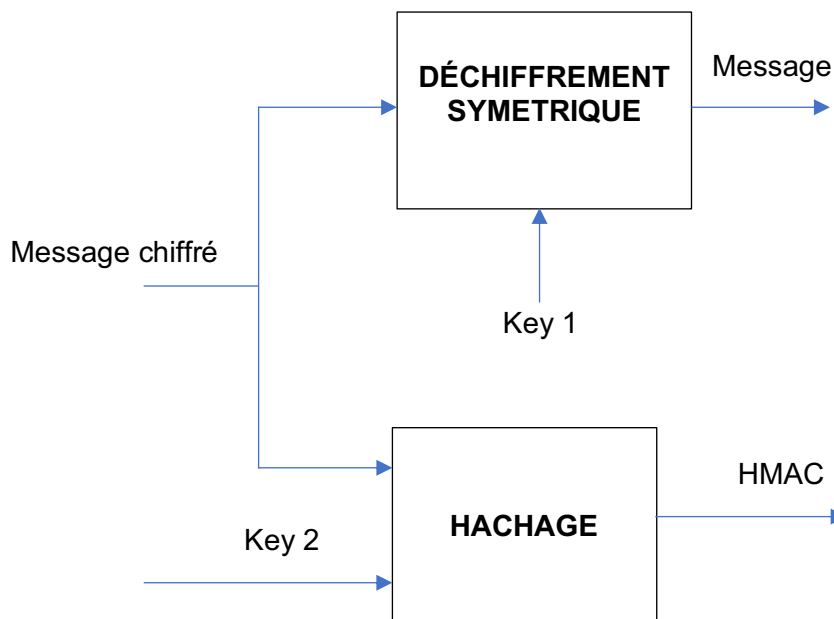 DÉCHIFFREMENT
SYMETRIQUE
Message
Message chiffré
Key 1
HMAC
Key 2
HACHAGE